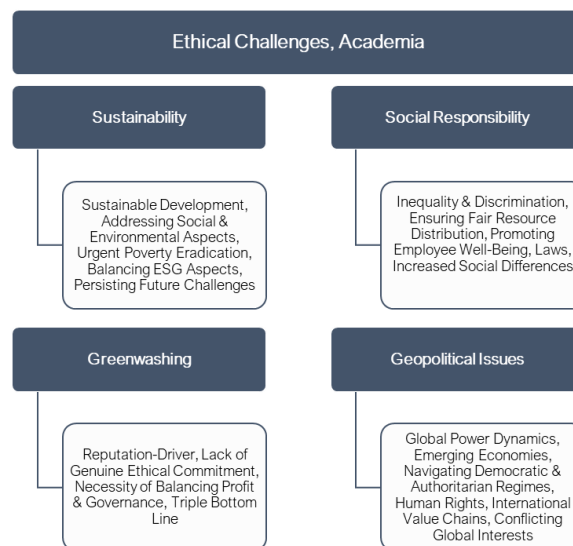 Ethical Challenges, Academia
Sustainability
Sustainable Development,
Addressing Social &
Environmental Aspects,
Urgent Poverty Eradication,
Balancing ESG Aspects,
Persisting Future Challenges
Social Responsibility
Inequality & Discrimination,
Ensuring Fair Resource
Distribution, Promoting
Employee Well-Being, Laws,
Increased Social Differences
Greenwashing
Reputation-Driver, Lack of
Genuine Ethical Commitment,
Necessity of Balancing Profit
& Governance, Triple Bottom
Line
Geopolitical Issues
Global Power Dynamics,
Emerging Economies,
Navigating Democratic &
Authoritarian Regimes,
Human Rights, International
Value Chains, Conflicting
Global Interests